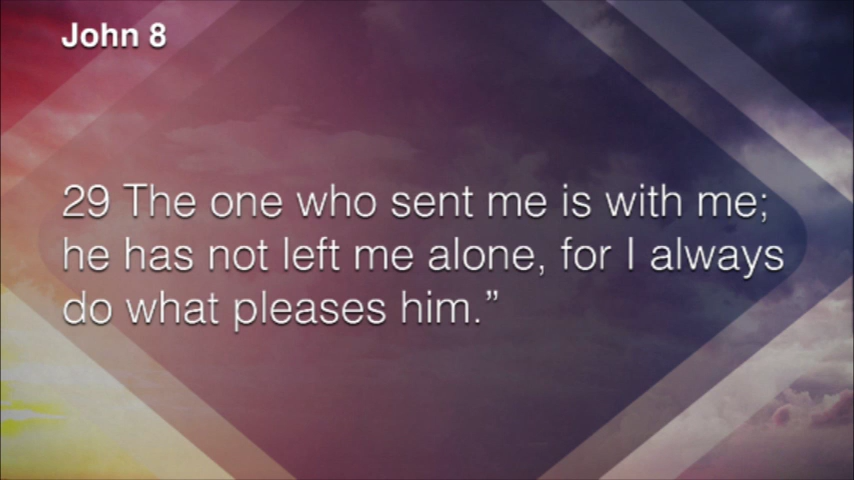 John 8
29 The one who sent me is with me;
he has not left me alone, for I always
do what pleases him.”